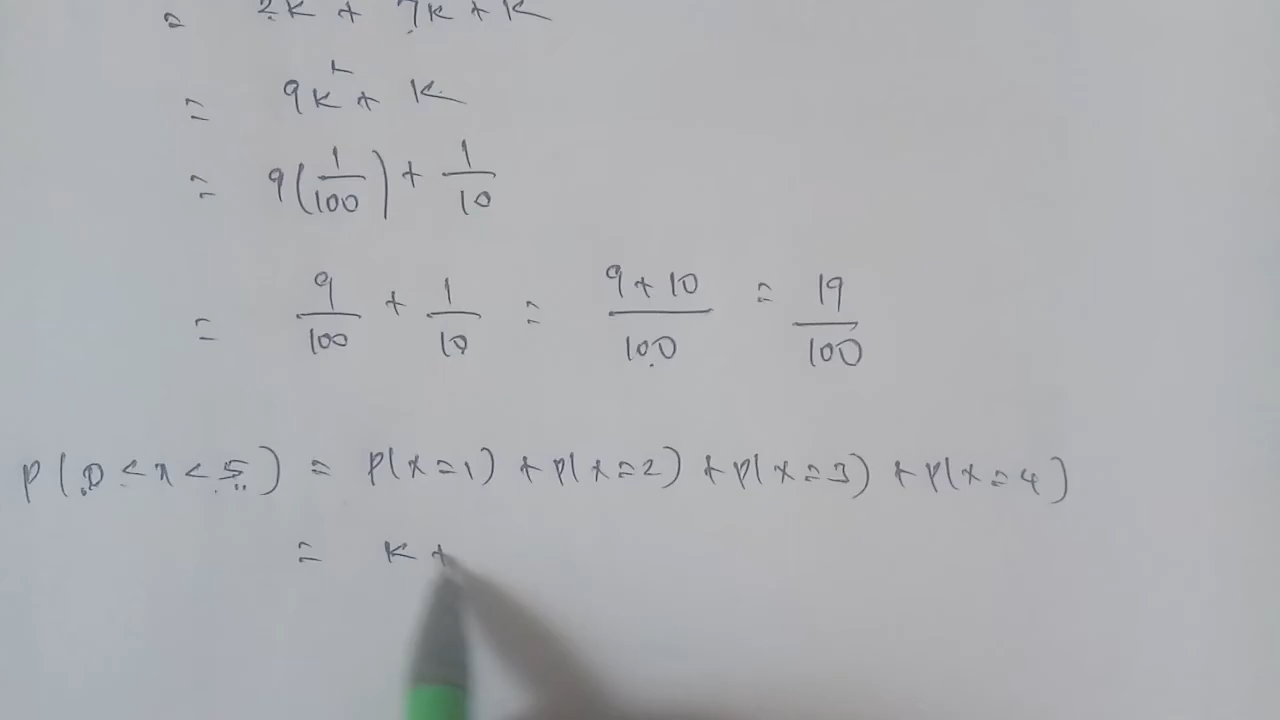 = 2K + 7K + K
= 9K² + K
= 9(1/100) + 1/10
= 9/100 + 1/10 = 9+10/100 = 19/100
P(0<x<5) = P(x=1) + P(x=2) + P(x=3) + P(x=4)
= K +